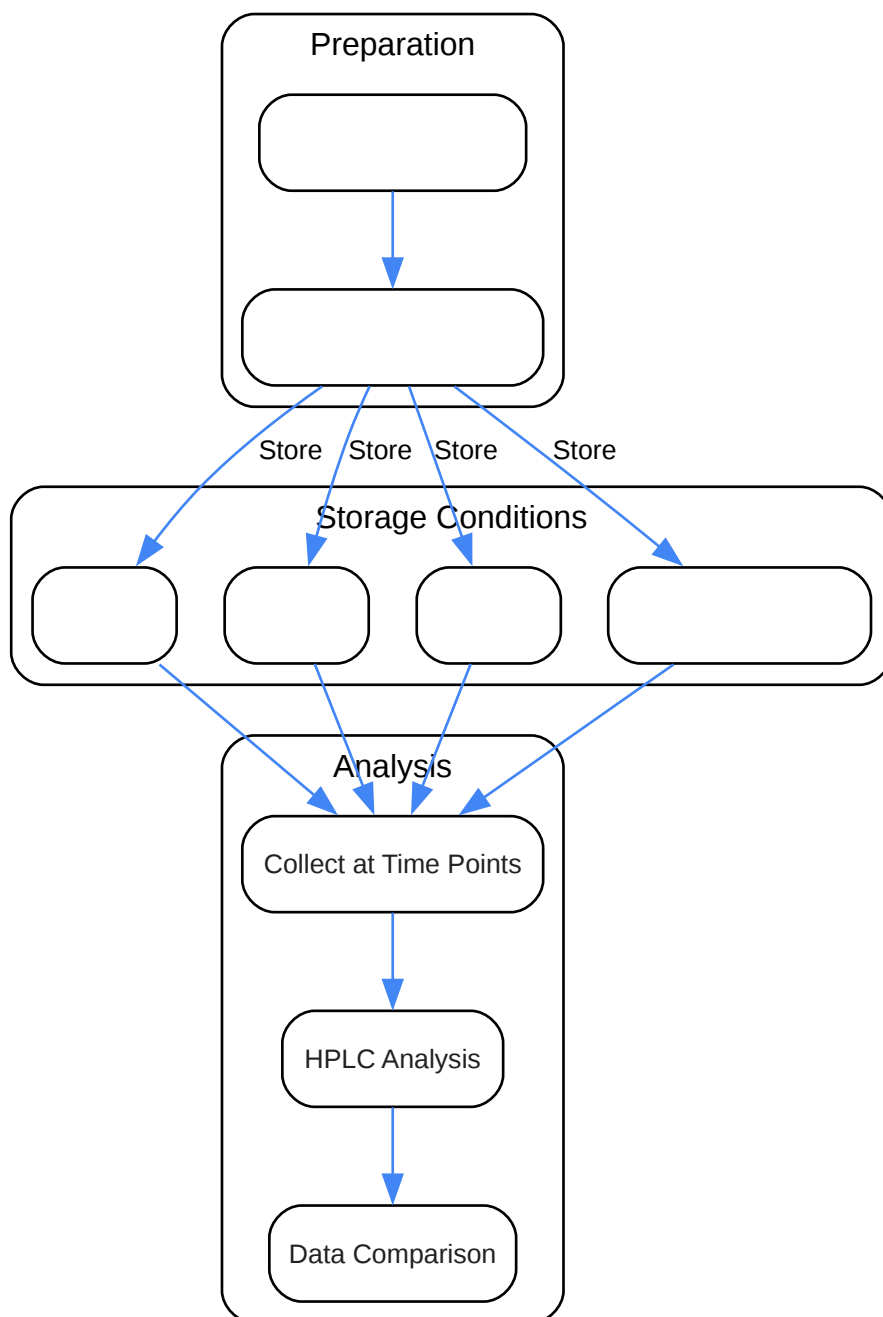 Preparation
Store
Store
Store
Store
Storage Conditions
Analysis
Collect at Time Points
HPLC Analysis
Data Comparison